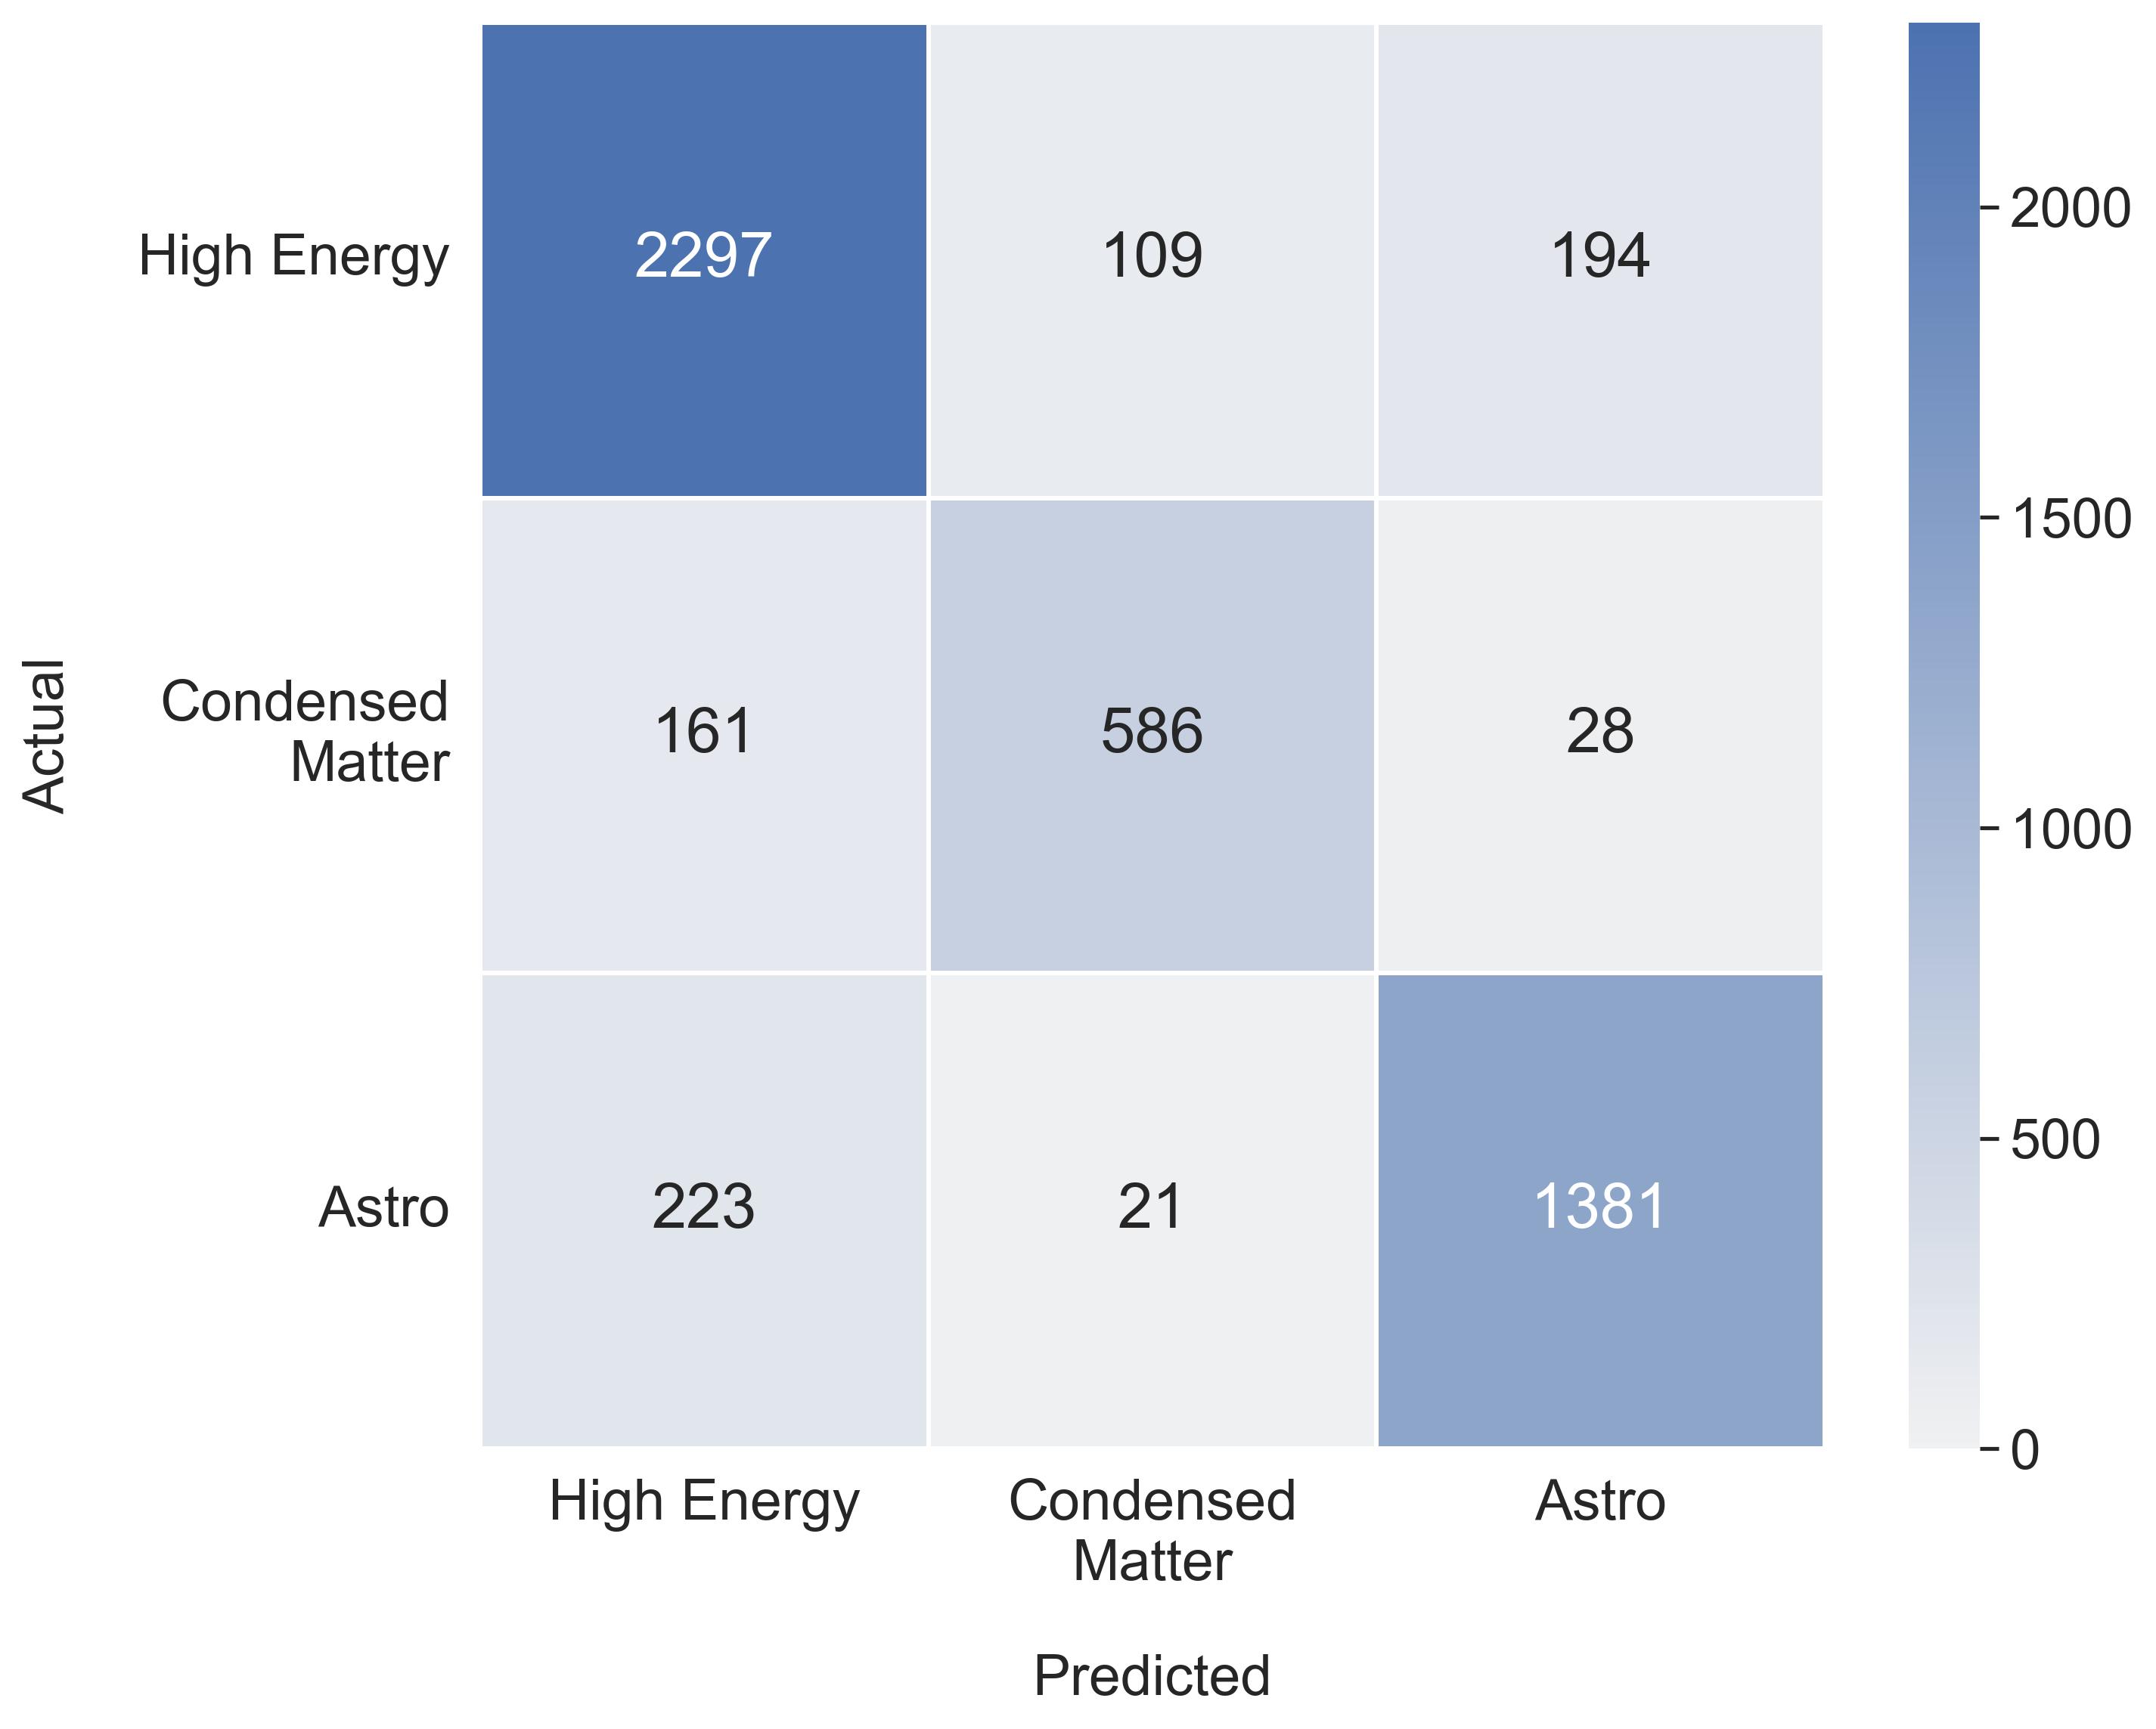 High Energy
2297
109
194
2000
1500
Actual
Condensed
Matter
161
586
28
1000
500
Astro
223
21
1381
0
High Energy
Condensed
Matter
Astro
Predicted